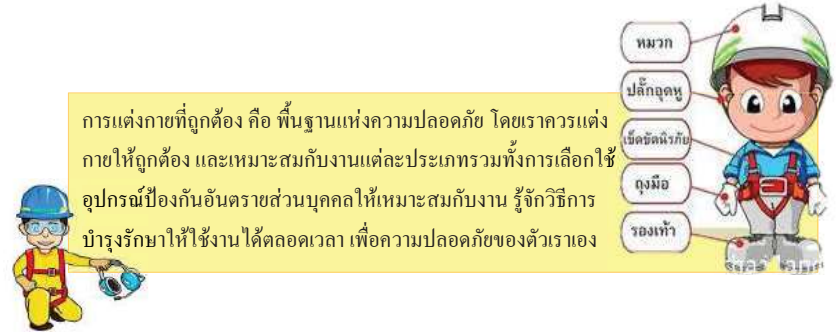 หมวก
ปลั๊กอุดหู
เข็ดขัดนิรภัย
ถุงมือ
รองเท้า
การแต่งกายที่ถูกต้อง คือ พื้นฐานแห่งความปลอดภัย โดยเราควรแต่ง
กายให้ถูกต้อง และเหมาะสมกับงานแต่ละประเภทรวมทั้งการเลือกใช้
อุปกรณ์ป้องกันอันตรายส่วนบุคคลให้เหมาะสมกับงาน รู้จักวิธีการ
บำรุงรักษาให้ใช้งานได้ตลอดเวลา เพื่อความปลอดภัยของตัวเราเอง